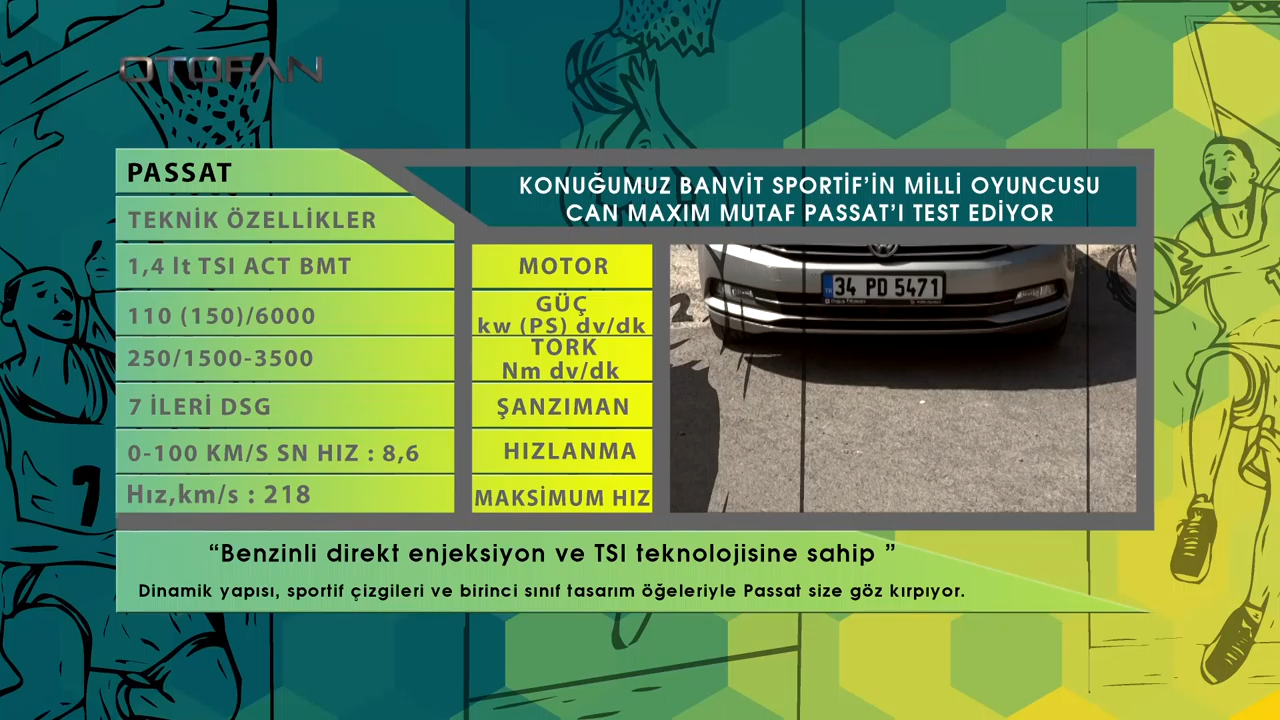 OTOFAN
PASSAT
KONUĞUMUZ BANVİT SPORTİF’İN MİLLİ OYUNCUSU
CAN MAXIM MUTAF PASSAT’I TEST EDİYOR
TEKNİK ÖZELLİKLER
1,4 lt TSI ACT BMT
MOTOR
110 (150)/6000
GÜÇ
kw (PS) dv/dk
250/1500-3500
TORK
Nm dv/dk
7 İLERİ DSG
ŞANZIMAN
0-100 KM/S SN HIZ : 8,6
HIZLANMA
Hız,km/s : 218
MAKSİMUM HIZ
34 PD 5471
7
“Benzinli direkt enjeksiyon ve TSI teknolojisine sahip ”
Dinamik yapısı, sportif çizgileri ve birinci sınıf tasarım öğeleriyle Passat size göz kırpıyor.